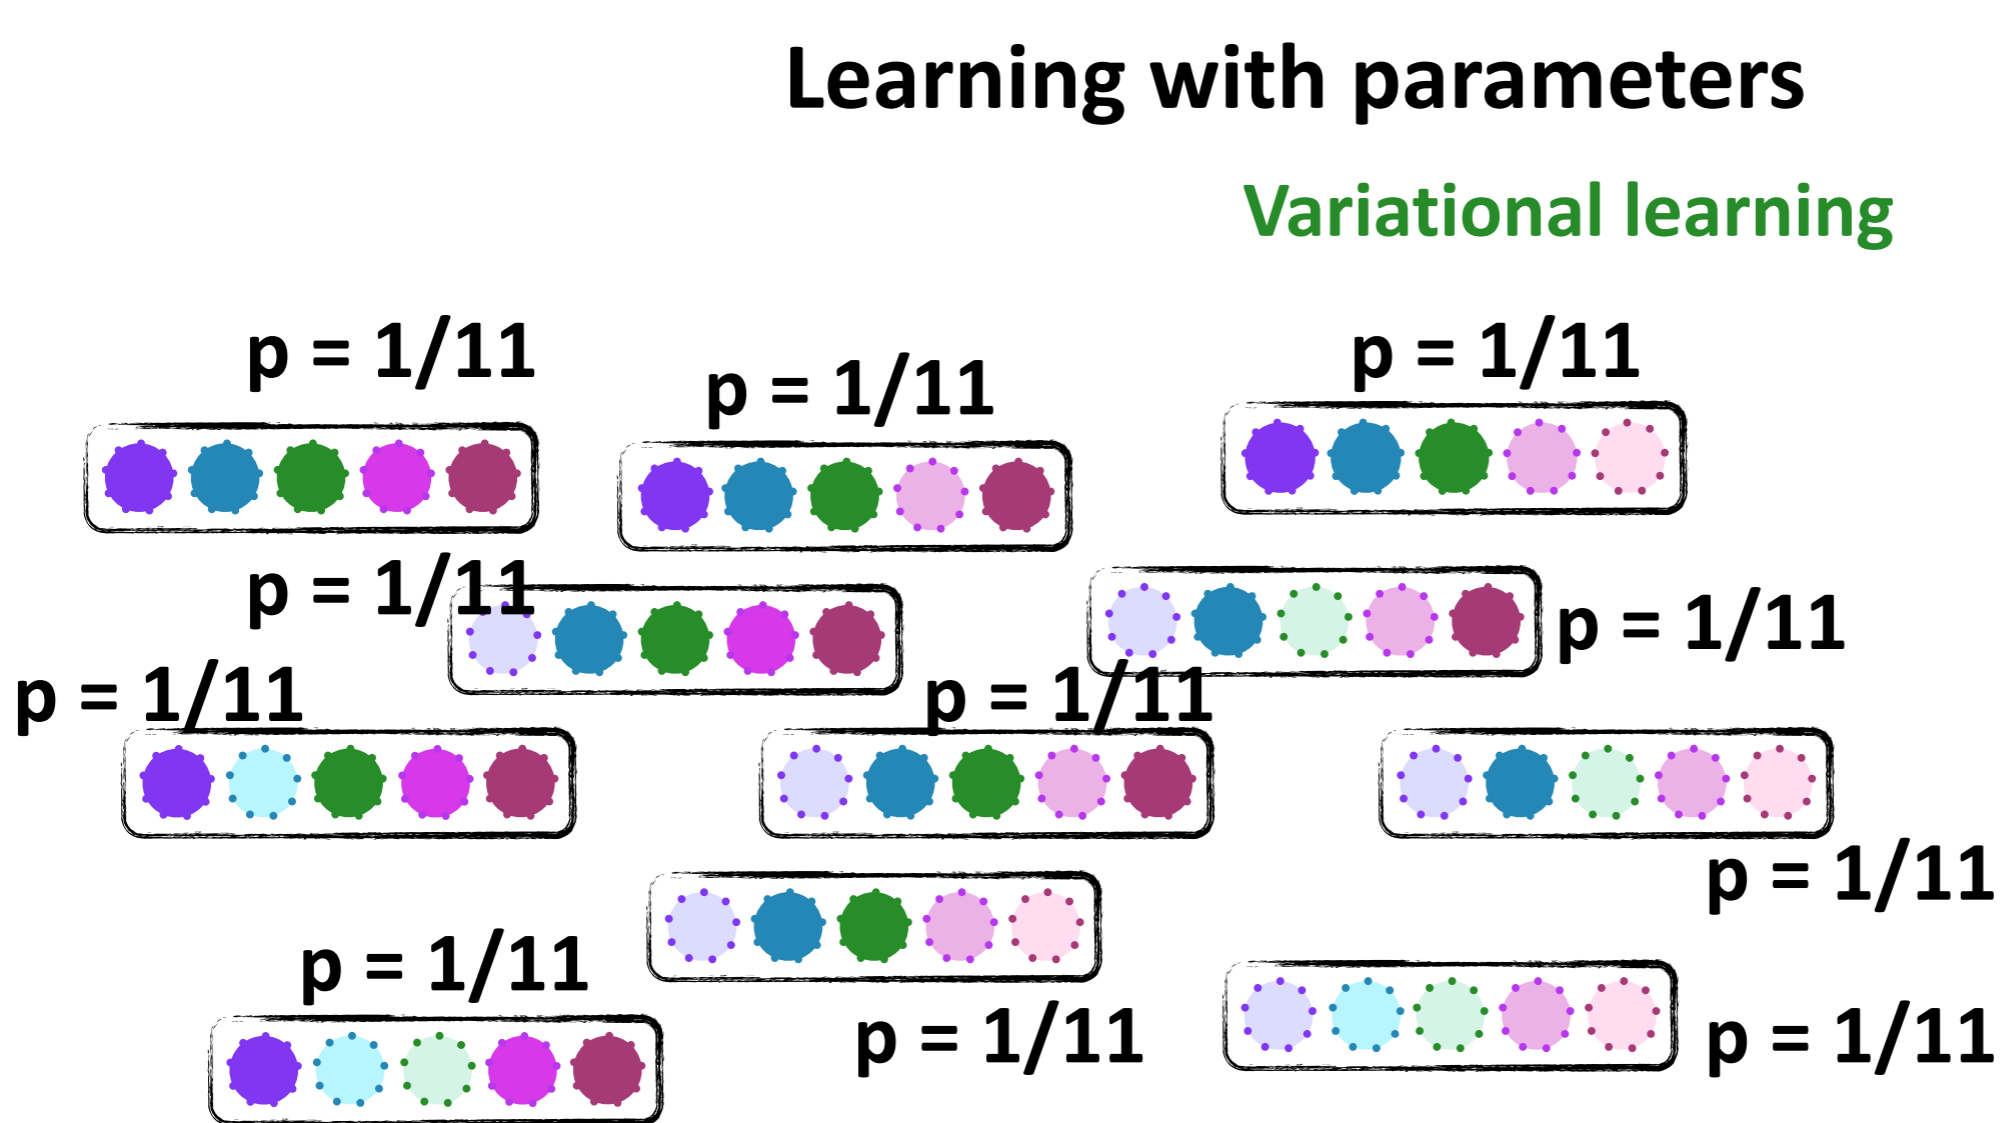 Learning with parameters
Variational learning
p = 1/11
p = 1/11
p = 1/11
p = 1/11
p = 1/11
p = 1/11
p = 1/11
p = 1/11
p = 1/11
p = 1/11
p = 1/11